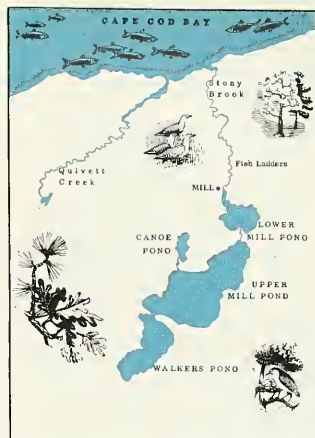 CAPE COD BAY
Stony
Brook
Quivett
Creek
Fish Ladders
MILL
LOWER
MILL POND
CANOE
POND
UPPER
MILL POND
WALKERS POND